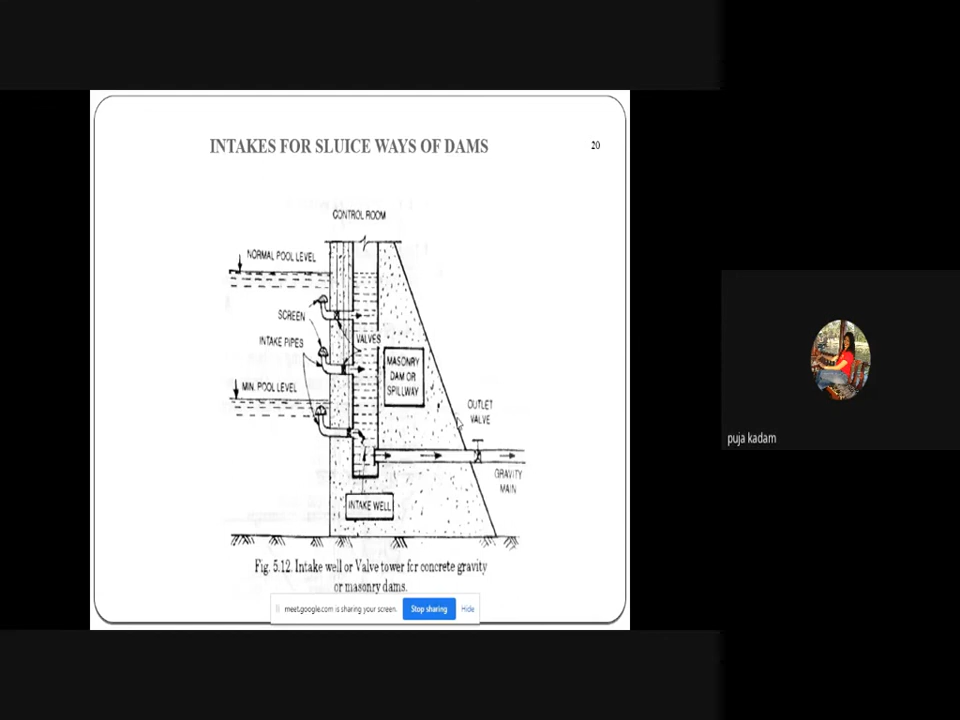 INTAKES FOR SLUICE WAYS OF DAMS
20
CONTROL ROOM
NORMAL POOL LEVEL
SCREEN
INTAKE PIPES
VALVES
MASONRY
DAM OR
SPILLWAY
MIN. POOL LEVEL
OUTLET
VALVE
GRAVITY
MAIN
INTAKE WELL
Fig. 5.12. Intake well or Valve tower for concrete gravity
or masonry dams.
meet.google.com is sharing your screen.
Stop sharing
Hide
puja kadam